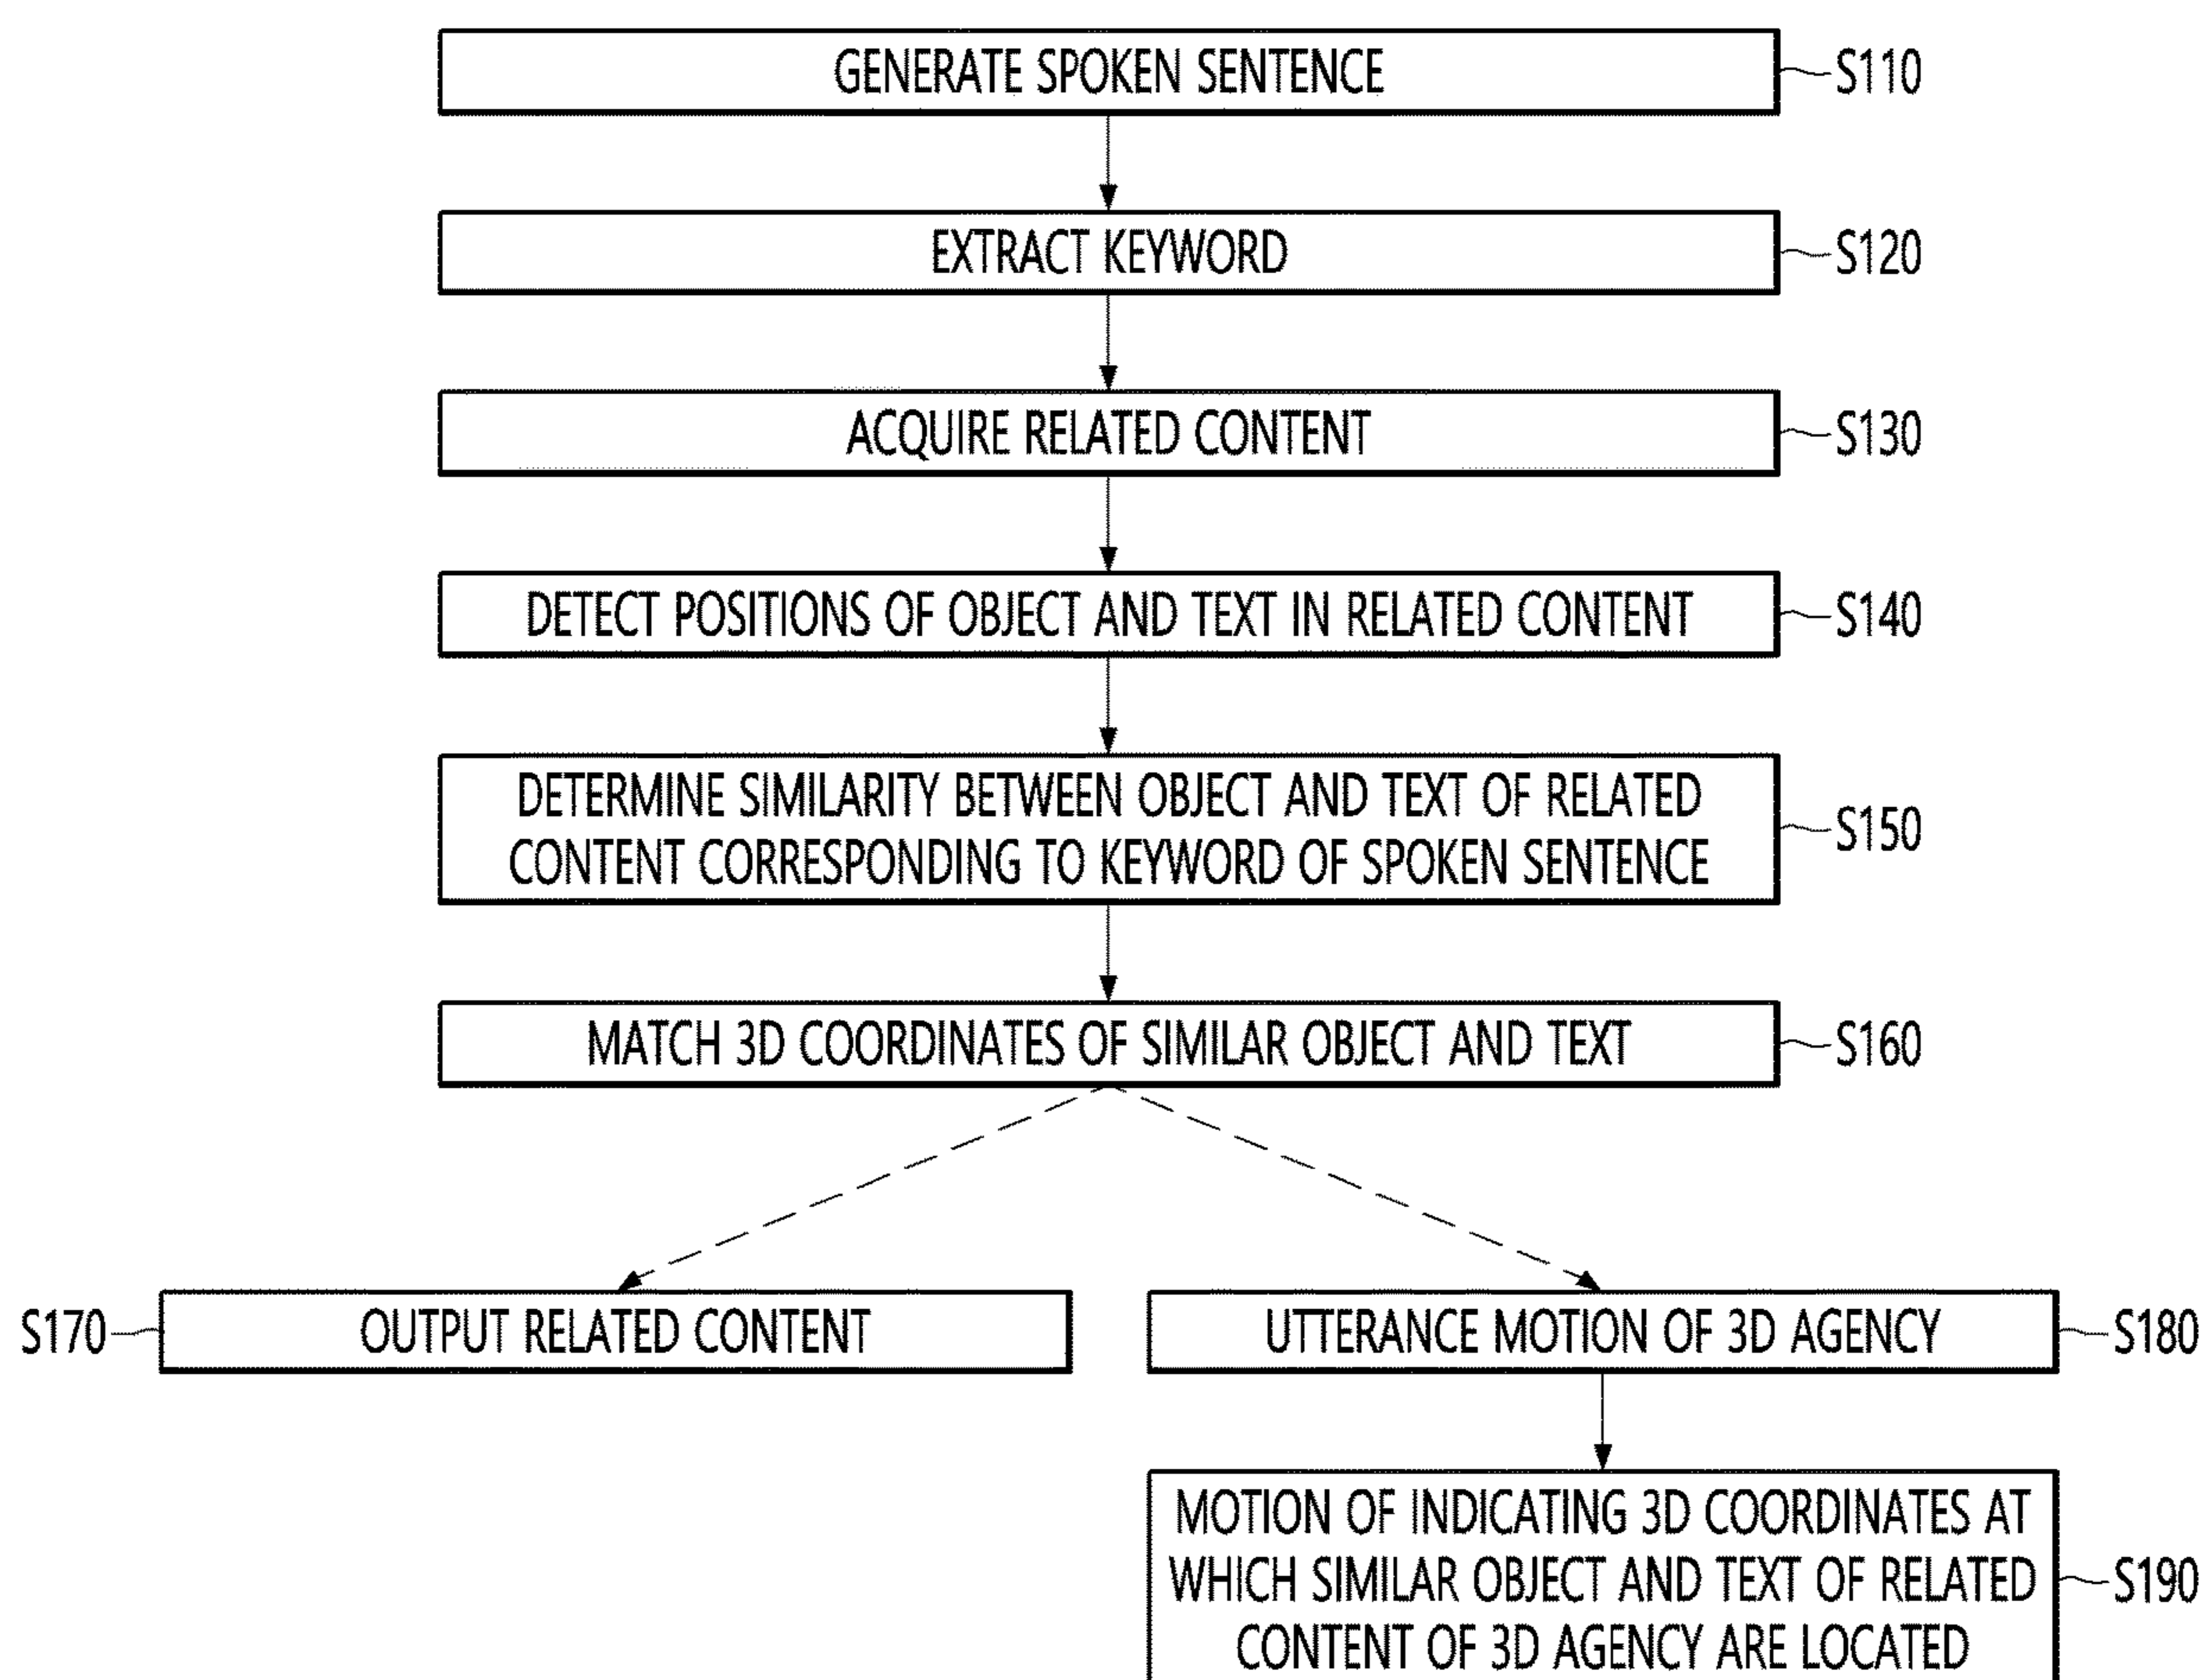 GENERATE SPOKEN SENTENCE
S110
EXTRACT KEYWORD
S120
ACQUIRE RELATED CONTENT
S130
DETECT POSITIONS OF OBJECT AND TEXT IN RELATED CONTENT
S140
DETERMINE SIMILARITY BETWEEN OBJECT AND TEXT OF RELATED
CONTENT CORRESPONDING TO KEYWORD OF SPOKEN SENTENCE
S150
MATCH 3D COORDINATES OF SIMILAR OBJECT AND TEXT
S160
S170
OUTPUT RELATED CONTENT
UTTERANCE MOTION OF 3D AGENCY
S180
MOTION OF INDICATING 3D COORDINATES AT
WHICH SIMILAR OBJECT AND TEXT OF RELATED
CONTENT OF 3D AGENCY ARE LOCATED
S190